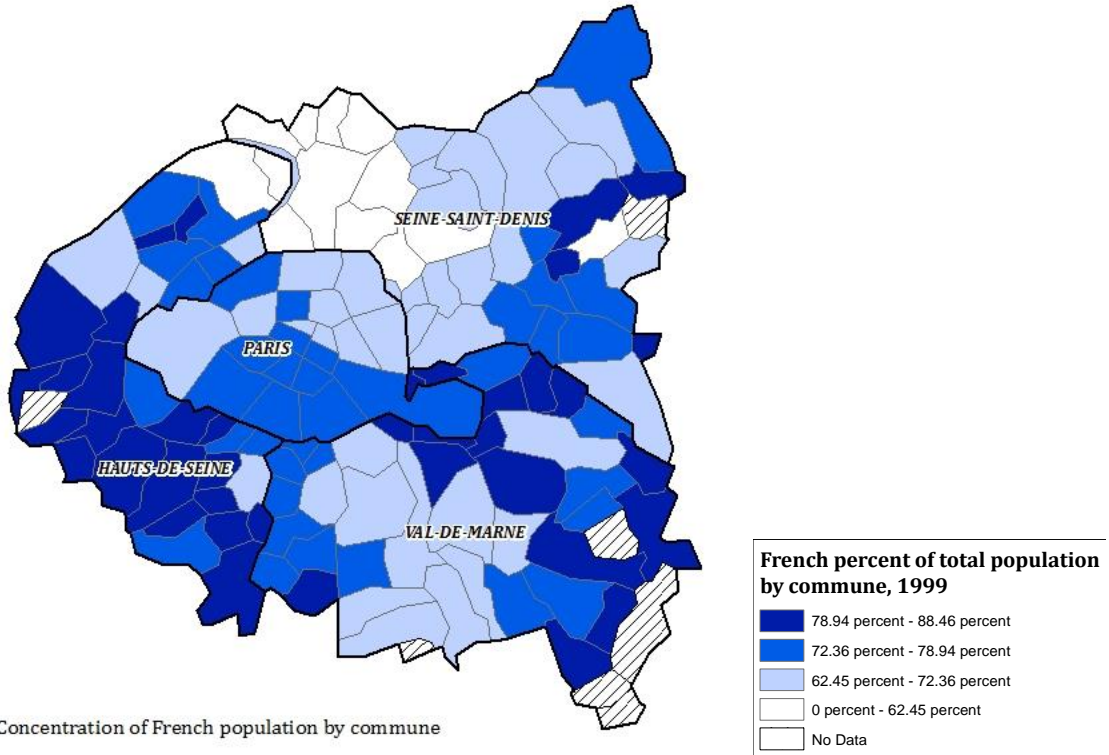 SEINE-SAINT-DENIS
PARIS
HAUTS-DE-SEINE
VAL-DE-MARNE
French percent of total population
by commune, 1999
78.94 percent - 88.46 percent
72.36 percent - 78.94 percent
62.45 percent - 72.36 percent
0 percent - 62.45 percent
No Data
Concentration of French population by commune